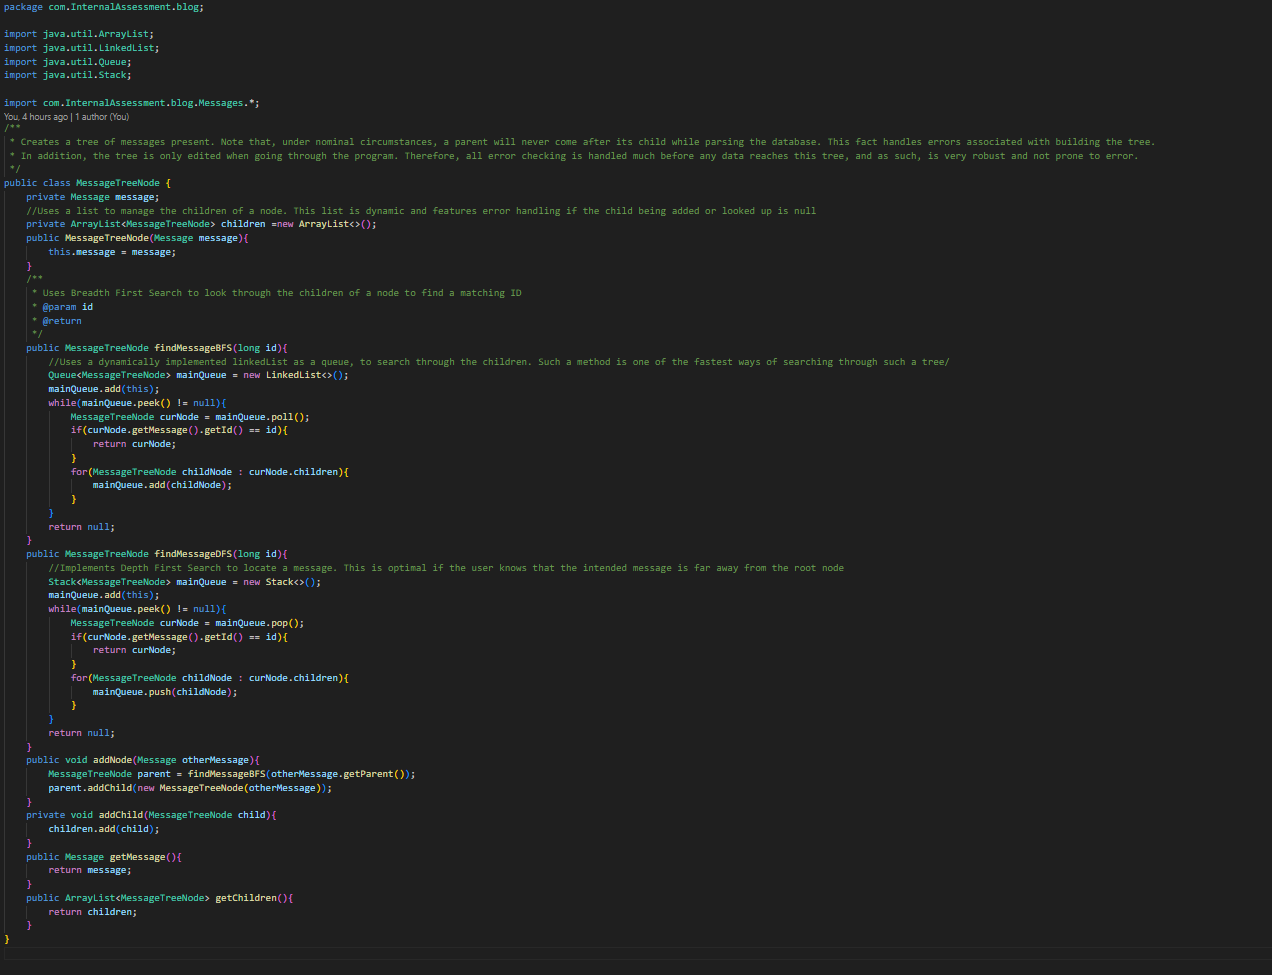 package com.InternalAssessment.blog;
import java.util.ArrayList;
import java.util.LinkedList;
import java.util.Queue;
import java.util.Stack;
import com.InternalAssessment.blog.Messages.*;
You, 4 hours ago | 1 author (You)
/**
* Creates a tree of messages present. Note that, under nominal circumstances, a parent will never come after its child while parsing the database. This fact handles errors associated with building the tree.
* In addition, the tree is only edited when going through the program. Therefore, all error checking is handled much before any data reaches this tree, and as such, is very robust and not prone to error.
*/
public class MessageTreeNode {
private Message message;
//Uses a list to manage the children of a node. This list is dynamic and features error handling if the child being added or looked up is null
private ArrayList<MessageTreeNode> children =new ArrayList<>();
public MessageTreeNode(Message message){
this.message = message;
}
/**
* Uses Breadth First Search to look through the children of a node to find a matching ID
* @param id
* @return
*/
public MessageTreeNode findMessageBFS(long id){
//Uses a dynamically implemented linkedList as a queue, to search through the children. Such a method is one of the fastest ways of searching through such a tree/
Queue<MessageTreeNode> mainQueue = new LinkedList<>();
mainQueue.add(this);
while(mainQueue.peek() != null){
MessageTreeNode curNode = mainQueue.poll();
if(curNode.getMessage().getId() == id){
return curNode;
}
for(MessageTreeNode childNode : curNode.children){
mainQueue.add(childNode);
}
}
return null;
}
public MessageTreeNode findMessageDFS(long id){
//Implements Depth First Search to locate a message. This is optimal if the user knows that the intended message is far away from the root node
Stack<MessageTreeNode> mainQueue = new Stack<>();
mainQueue.add(this);
while(mainQueue.peek() != null){
MessageTreeNode curNode = mainQueue.pop();
if(curNode.getMessage().getId() == id){
return curNode;
}
for(MessageTreeNode childNode : curNode.children){
mainQueue.push(childNode);
}
}
return null;
}
public void addNode(Message otherMessage){
MessageTreeNode parent = findMessageBFS(otherMessage.getParent());
parent.addChild(new MessageTreeNode(otherMessage));
}
private void addChild(MessageTreeNode child){
children.add(child);
}
public Message getMessage(){
return message;
}
public ArrayList<MessageTreeNode> getChildren(){
return children;
}
}